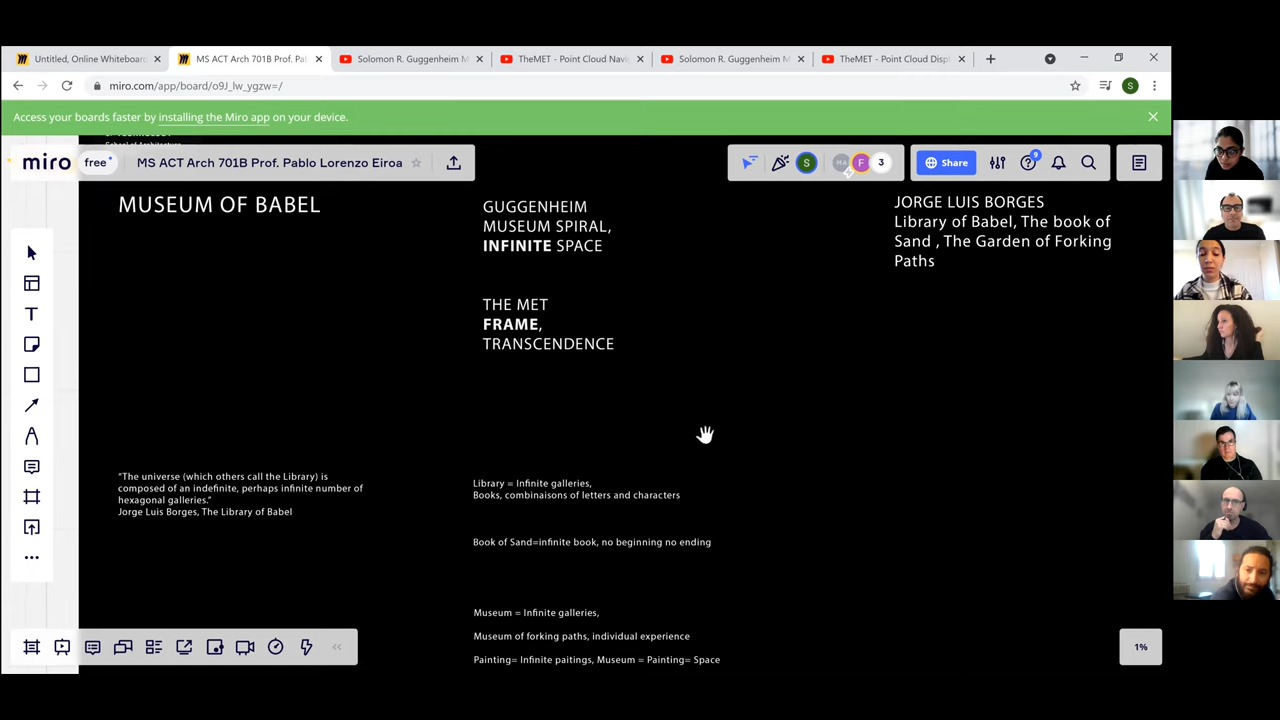 Untitled, Online Whiteboard
MS ACT Arch 701B Prof. Pa
Solomon R. Guggenheim M
TheMET - Point Cloud Navi
Solomon R. Guggenheim M
TheMET - Point Cloud Disp
miro.com/app/board/o9J_lw_ygzw=/
S
Access your boards faster by installing the Miro app on your device.
School of Architecture
miro
free
MS ACT Arch 701B Prof. Pablo Lorenzo Eiroa
S
MA
F
3
Share
9
MUSEUM OF BABEL
GUGGENHEIM
MUSEUM SPIRAL,
INFINITE SPACE
THE MET
FRAME,
TRANSCENDENCE
JORGE LUIS BORGES
Library of Babel, The book of
Sand , The Garden of Forking
Paths
"The universe (which others call the Library) is
composed of an indefinite, perhaps infinite number of
hexagonal galleries."
Jorge Luis Borges, The Library of Babel
Library = Infinite galleries,
Books, combinaisons of letters and characters
Book of Sand=infinite book, no beginning no ending
Museum = Infinite galleries,
Museum of forking paths, individual experience
Painting= Infinite paitings, Museum = Painting= Space
1%